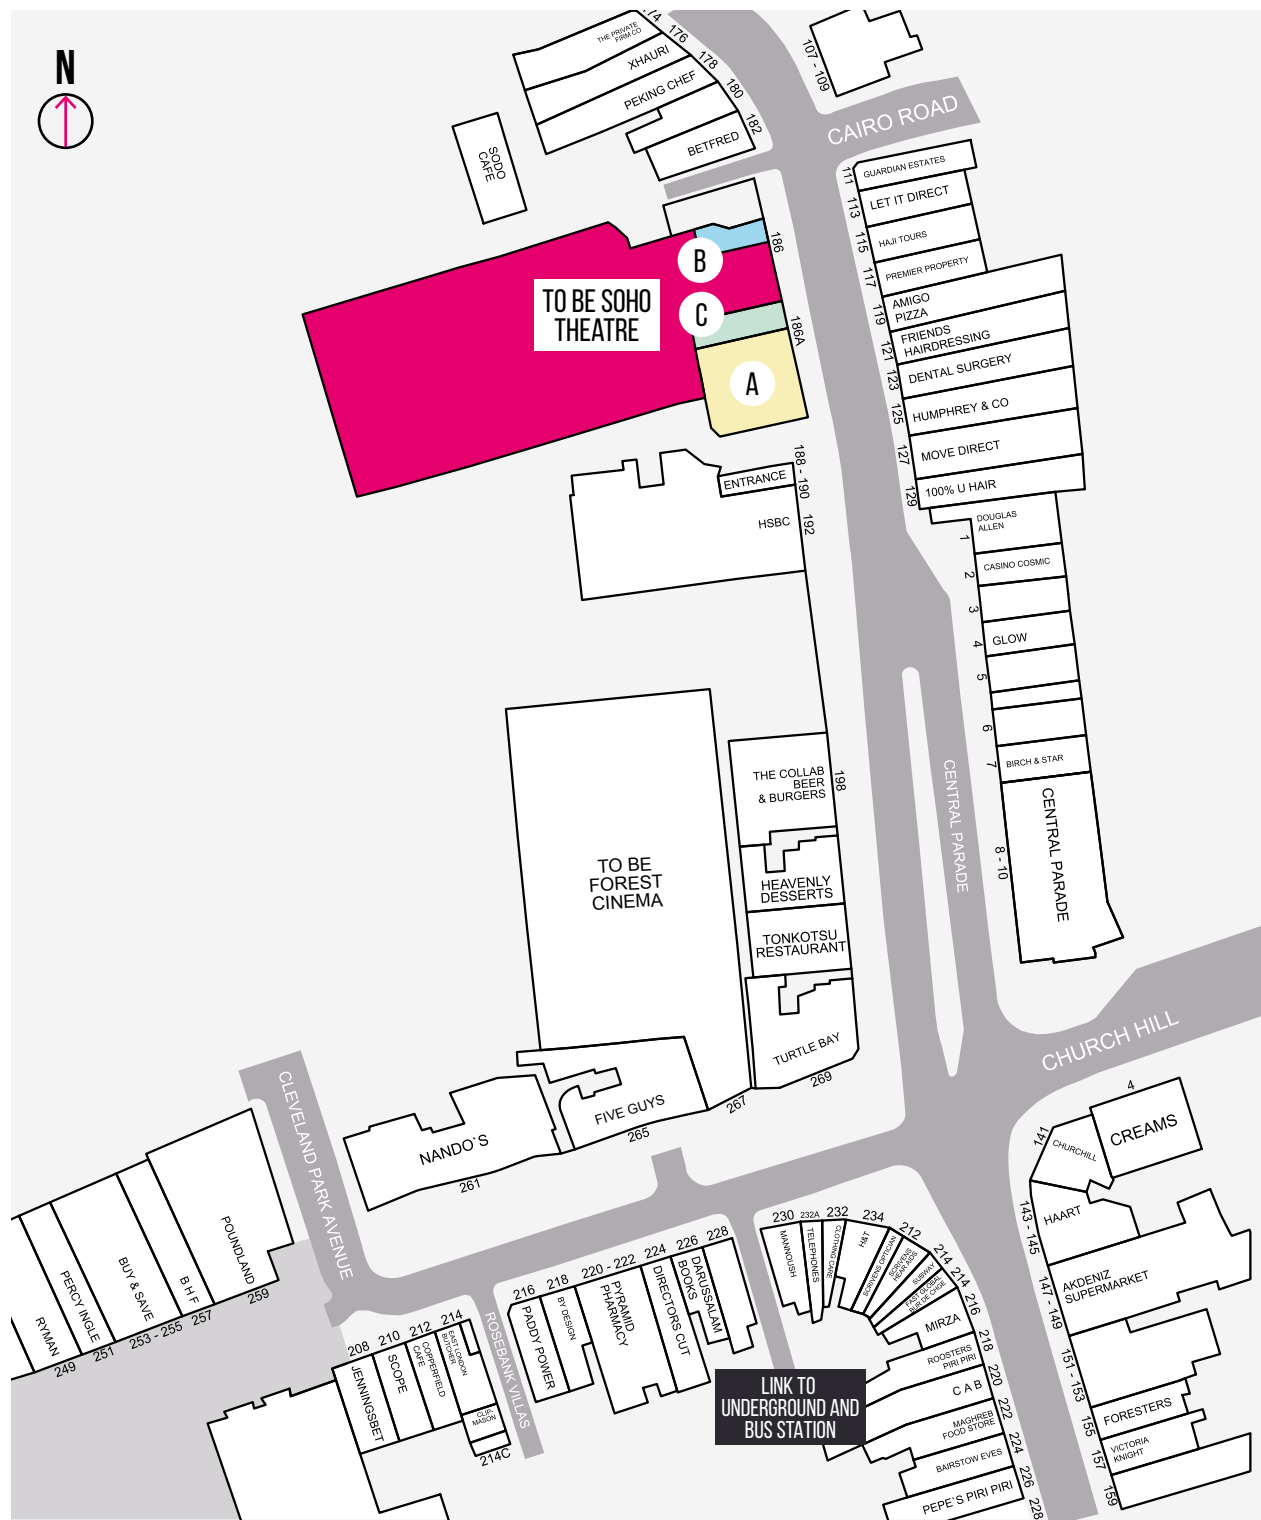 N
174
THE PRIVATE
FIRM CO
176
XHAURI
178
PEKING CHEF
180
182
BETFRED
107 - 109
CAIRO ROAD
SODO
CAFE
111
GUARDIAN ESTATES
113
LET IT DIRECT
115
HAJI TOURS
117
PREMIER PROPERTY
119
AMIGO
PIZZA
121
FRIENDS
HAIRDRESSING
123
DENTAL SURGERY
125
HUMPHREY & CO
127
MOVE DIRECT
129
100% U HAIR
186
B
TO BE SOHO
THEATRE
C
186A
A
188 - 190
ENTRANCE
HSBC
192
DOUGLAS
ALLEN
1
CASINO COSMIC
2
3
4
GLOW
5
6
7
BIRCH & STAR
8 - 10
CENTRAL PARADE
CENTRAL PARADE
THE COLLAB
BEER
& BURGERS
198
TO BE
FOREST
CINEMA
HEAVENLY
DESSERTS
TONKOTSU
RESTAURANT
TURTLE BAY
269
267
CHURCH HILL
FIVE GUYS
265
NANDO`S
261
CLEVELAND PARK AVENUE
POUNDLAND
259
B H F
257
BUY & SAVE
253 - 255
PERCY INGLE
251
RYMAN
249
4
CREAMS
141
CHURCHILL
143 - 145
HAART
147 - 149
AKDENIZ
SUPERMARKET
151 - 153
155
FORESTERS
157
VICTORIA
KNIGHT
159
208
JENNINGSBET
210
SCOPE
212
COPPERFIELD
CAFE
214
EAST LONDON
BUTCHER
CLIP-
MASON
214C
ROSEBANK VILLAS
216
PADDY POWER
218
BY DESIGN
220 - 222
PYRAMID
PHARMACY
224
DIRECTORS CUT
226
BOOKS
228
DARUSSALAM
230
MANNOUSH
232A
TELEPHONES
232
CLOTHING CARE
234
H&T
SCRIVENS OPTICIAN
212
SCRIVENS
HEAR AIDS
214
SUBWAY
214
FAST GLOBAL
BUR DE CHGE
216
MIRZA
218
ROOSTERS
PIRI PIRI
220
C A B
222
MAGHREB
FOOD STORE
224
BAIRSTOW EVES
226
PEPE`S PIRI PIRI
228
LINK TO
UNDERGROUND AND
BUS STATION